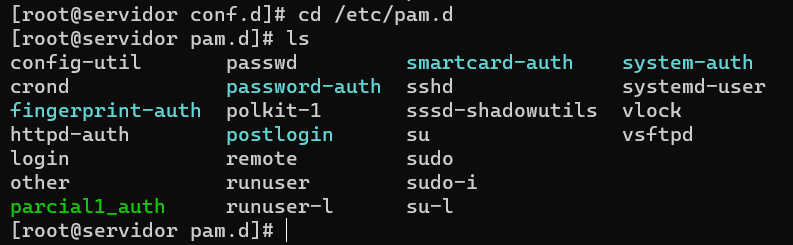 [root@servidor conf.d]# cd /etc/pam.d
[root@servidor pam.d]# ls
config-util       passwd         smartcard-auth    system-auth
crond             password-auth  sshd              systemd-user
fingerprint-auth  polkit-1       sssd-shadowutils  vlock
httpd-auth        postlogin      su                vsftpd
login             remote         sudo
other             runuser        sudo-i
parcial1_auth     runuser-l      su-l
[root@servidor pam.d]#